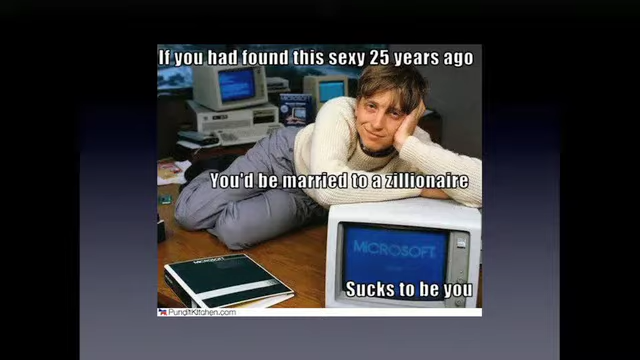 If you had found this sexy 25 years ago
You'd be married to a zillionaire
MICROSOFT
MICROSOFT
Sucks to be you
PunditKitchen.com